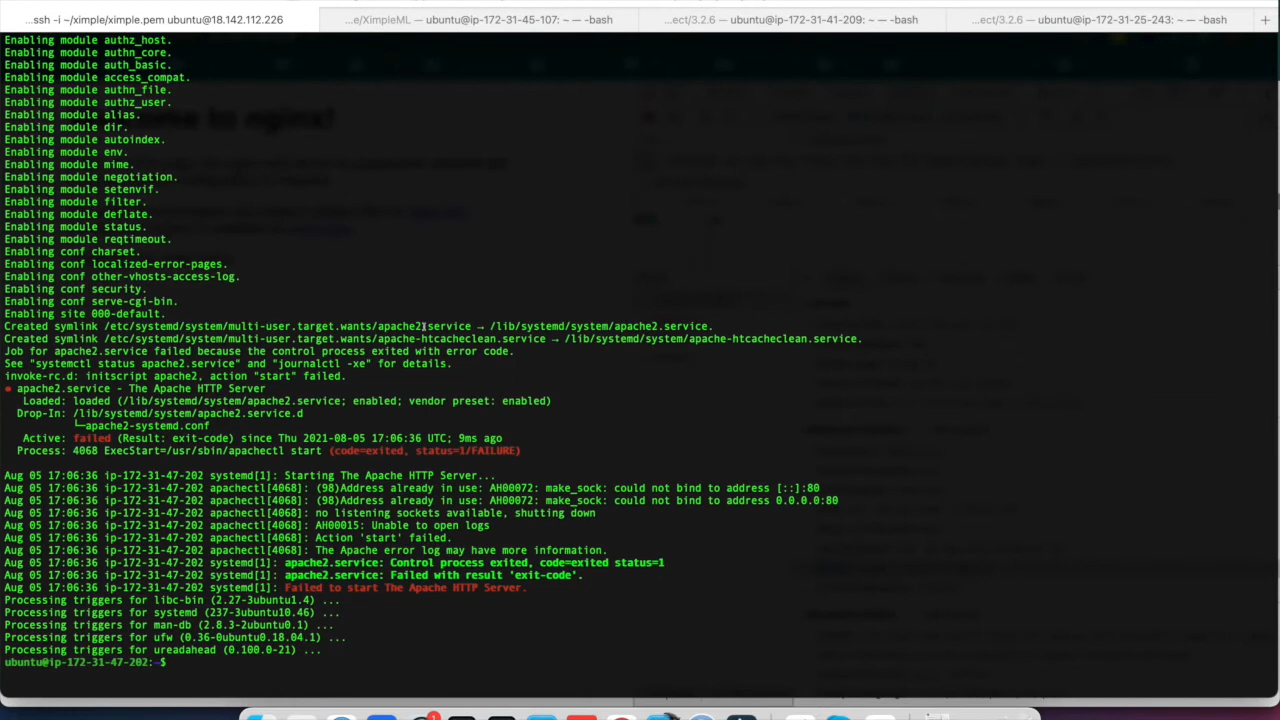 ...ssh -i ~/ximple/ximple.pem ubuntu@18.142.112.226
...e/XimpleML — ubuntu@ip-172-31-45-107: ~ — -bash
...ect/3.2.6 — ubuntu@ip-172-31-41-209: ~ — -bash
...ect/3.2.6 — ubuntu@ip-172-31-25-243: ~ — -bash
+
Enabling module authz_host.
Enabling module authn_core.
Enabling module auth_basic.
Enabling module access_compat.
Enabling module authn_file.
Enabling module authz_user.
Enabling module alias.
Enabling module dir.
Enabling module autoindex.
Enabling module env.
Enabling module mime.
Enabling module negotiation.
Enabling module setenvif.
Enabling module filter.
Enabling module deflate.
Enabling module status.
Enabling module reqtimeout.
Enabling conf charset.
Enabling conf localized-error-pages.
Enabling conf other-vhosts-access-log.
Enabling conf security.
Enabling conf serve-cgi-bin.
Enabling site 000-default.
Created symlink /etc/systemd/system/multi-user.target.wants/apache2.service → /lib/systemd/system/apache2.service.
Created symlink /etc/systemd/system/multi-user.target.wants/apache-htcacheclean.service → /lib/systemd/system/apache-htcacheclean.service.
Job for apache2.service failed because the control process exited with error code.
See "systemctl status apache2.service" and "journalctl -xe" for details.
invoke-rc.d: initscript apache2, action "start" failed.
● apache2.service - The Apache HTTP Server
Loaded: loaded (/lib/systemd/system/apache2.service; enabled; vendor preset: enabled)
Drop-In: /lib/systemd/system/apache2.service.d
└─apache2-systemd.conf
Active: failed (Result: exit-code) since Thu 2021-08-05 17:06:36 UTC; 9ms ago
Process: 4068 ExecStart=/usr/sbin/apachectl start (code=exited, status=1/FAILURE)
Aug 05 17:06:36 ip-172-31-47-202 systemd[1]: Starting The Apache HTTP Server...
Aug 05 17:06:36 ip-172-31-47-202 apachectl[4068]: (98)Address already in use: AH00072: make_sock: could not bind to address [::]:80
Aug 05 17:06:36 ip-172-31-47-202 apachectl[4068]: (98)Address already in use: AH00072: make_sock: could not bind to address 0.0.0.0:80
Aug 05 17:06:36 ip-172-31-47-202 apachectl[4068]: no listening sockets available, shutting down
Aug 05 17:06:36 ip-172-31-47-202 apachectl[4068]: AH00015: Unable to open logs
Aug 05 17:06:36 ip-172-31-47-202 apachectl[4068]: Action 'start' failed.
Aug 05 17:06:36 ip-172-31-47-202 apachectl[4068]: The Apache error log may have more information.
Aug 05 17:06:36 ip-172-31-47-202 systemd[1]: apache2.service: Control process exited, code=exited status=1
Aug 05 17:06:36 ip-172-31-47-202 systemd[1]: apache2.service: Failed with result 'exit-code'.
Aug 05 17:06:36 ip-172-31-47-202 systemd[1]: Failed to start The Apache HTTP Server.
Processing triggers for libc-bin (2.27-3ubuntu1.4) ...
Processing triggers for systemd (237-3ubuntu10.46) ...
Processing triggers for man-db (2.8.3-2ubuntu0.1) ...
Processing triggers for ufw (0.36-0ubuntu0.18.04.1) ...
Processing triggers for ureadahead (0.100.0-21) ...
ubuntu@ip-172-31-47-202:~$
to nginx!
1